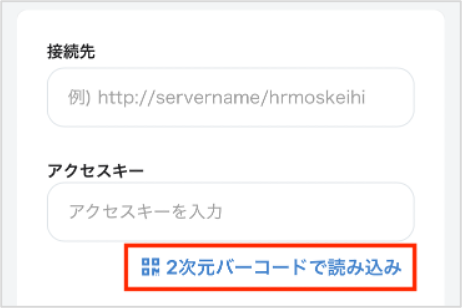 接続先
例) http://servername/hrmoskeihi
アクセスキー
アクセスキーを入力
2次元バーコードで読み込み